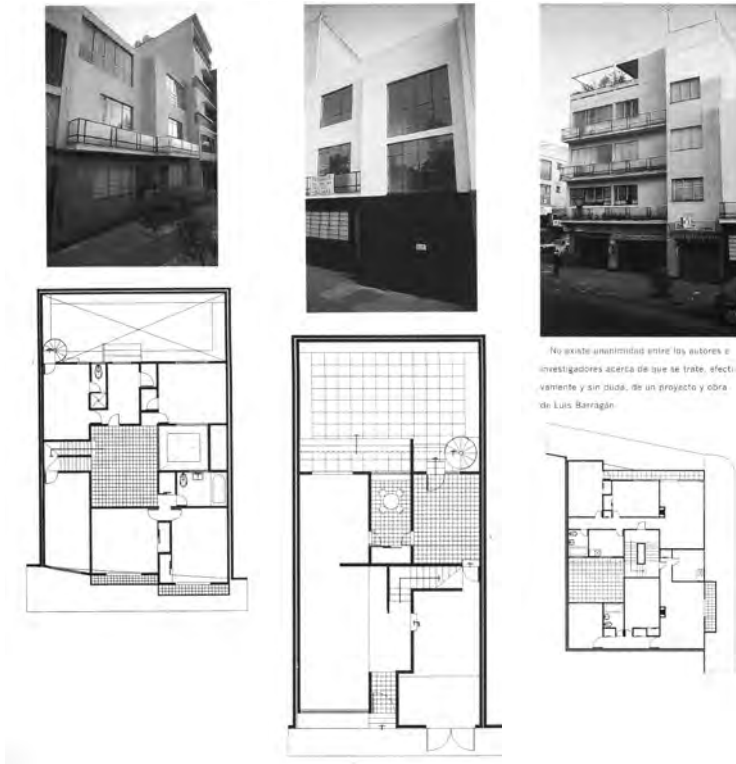 No existe unanimidad entre los autores e
investigadores acerca de que se trate, efecti-
vamente y sin duda, de un proyecto y obra
de Luis Barragán